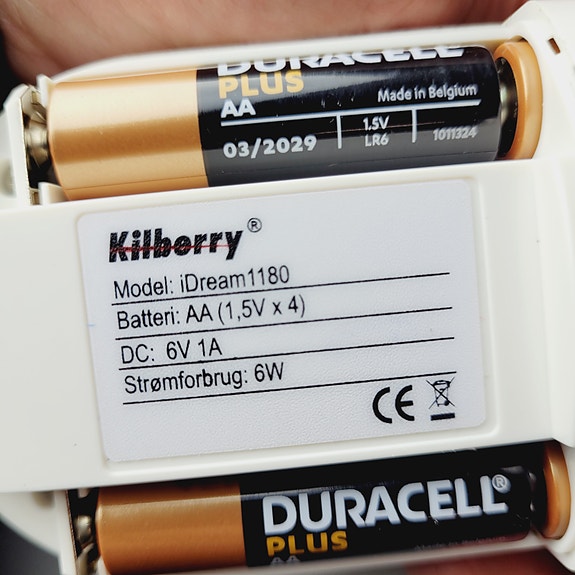 DURACELL
PLUS
AA
Made in Belgium
03/2029
1.5V
LR6
1011324
Kilberry®
Model: iDream1180
Batteri: AA (1,5V x 4)
DC: 6V 1A
Strømforbrug: 6W
CE
DURACELL®
PLUS
AA